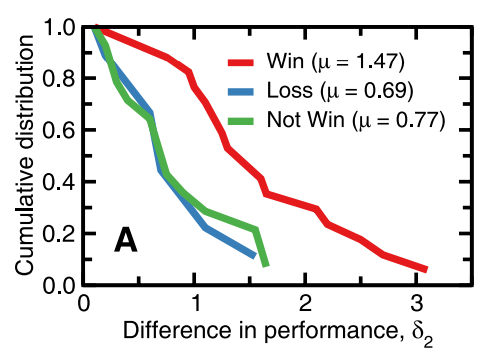 Cumulative distribution
1.0
0.8
0.6
0.4
0.2
0.0
Win (μ = 1.47)
Loss (μ = 0.69)
Not Win (μ = 0.77)
A
0 1 2 3
Difference in performance, δ₂